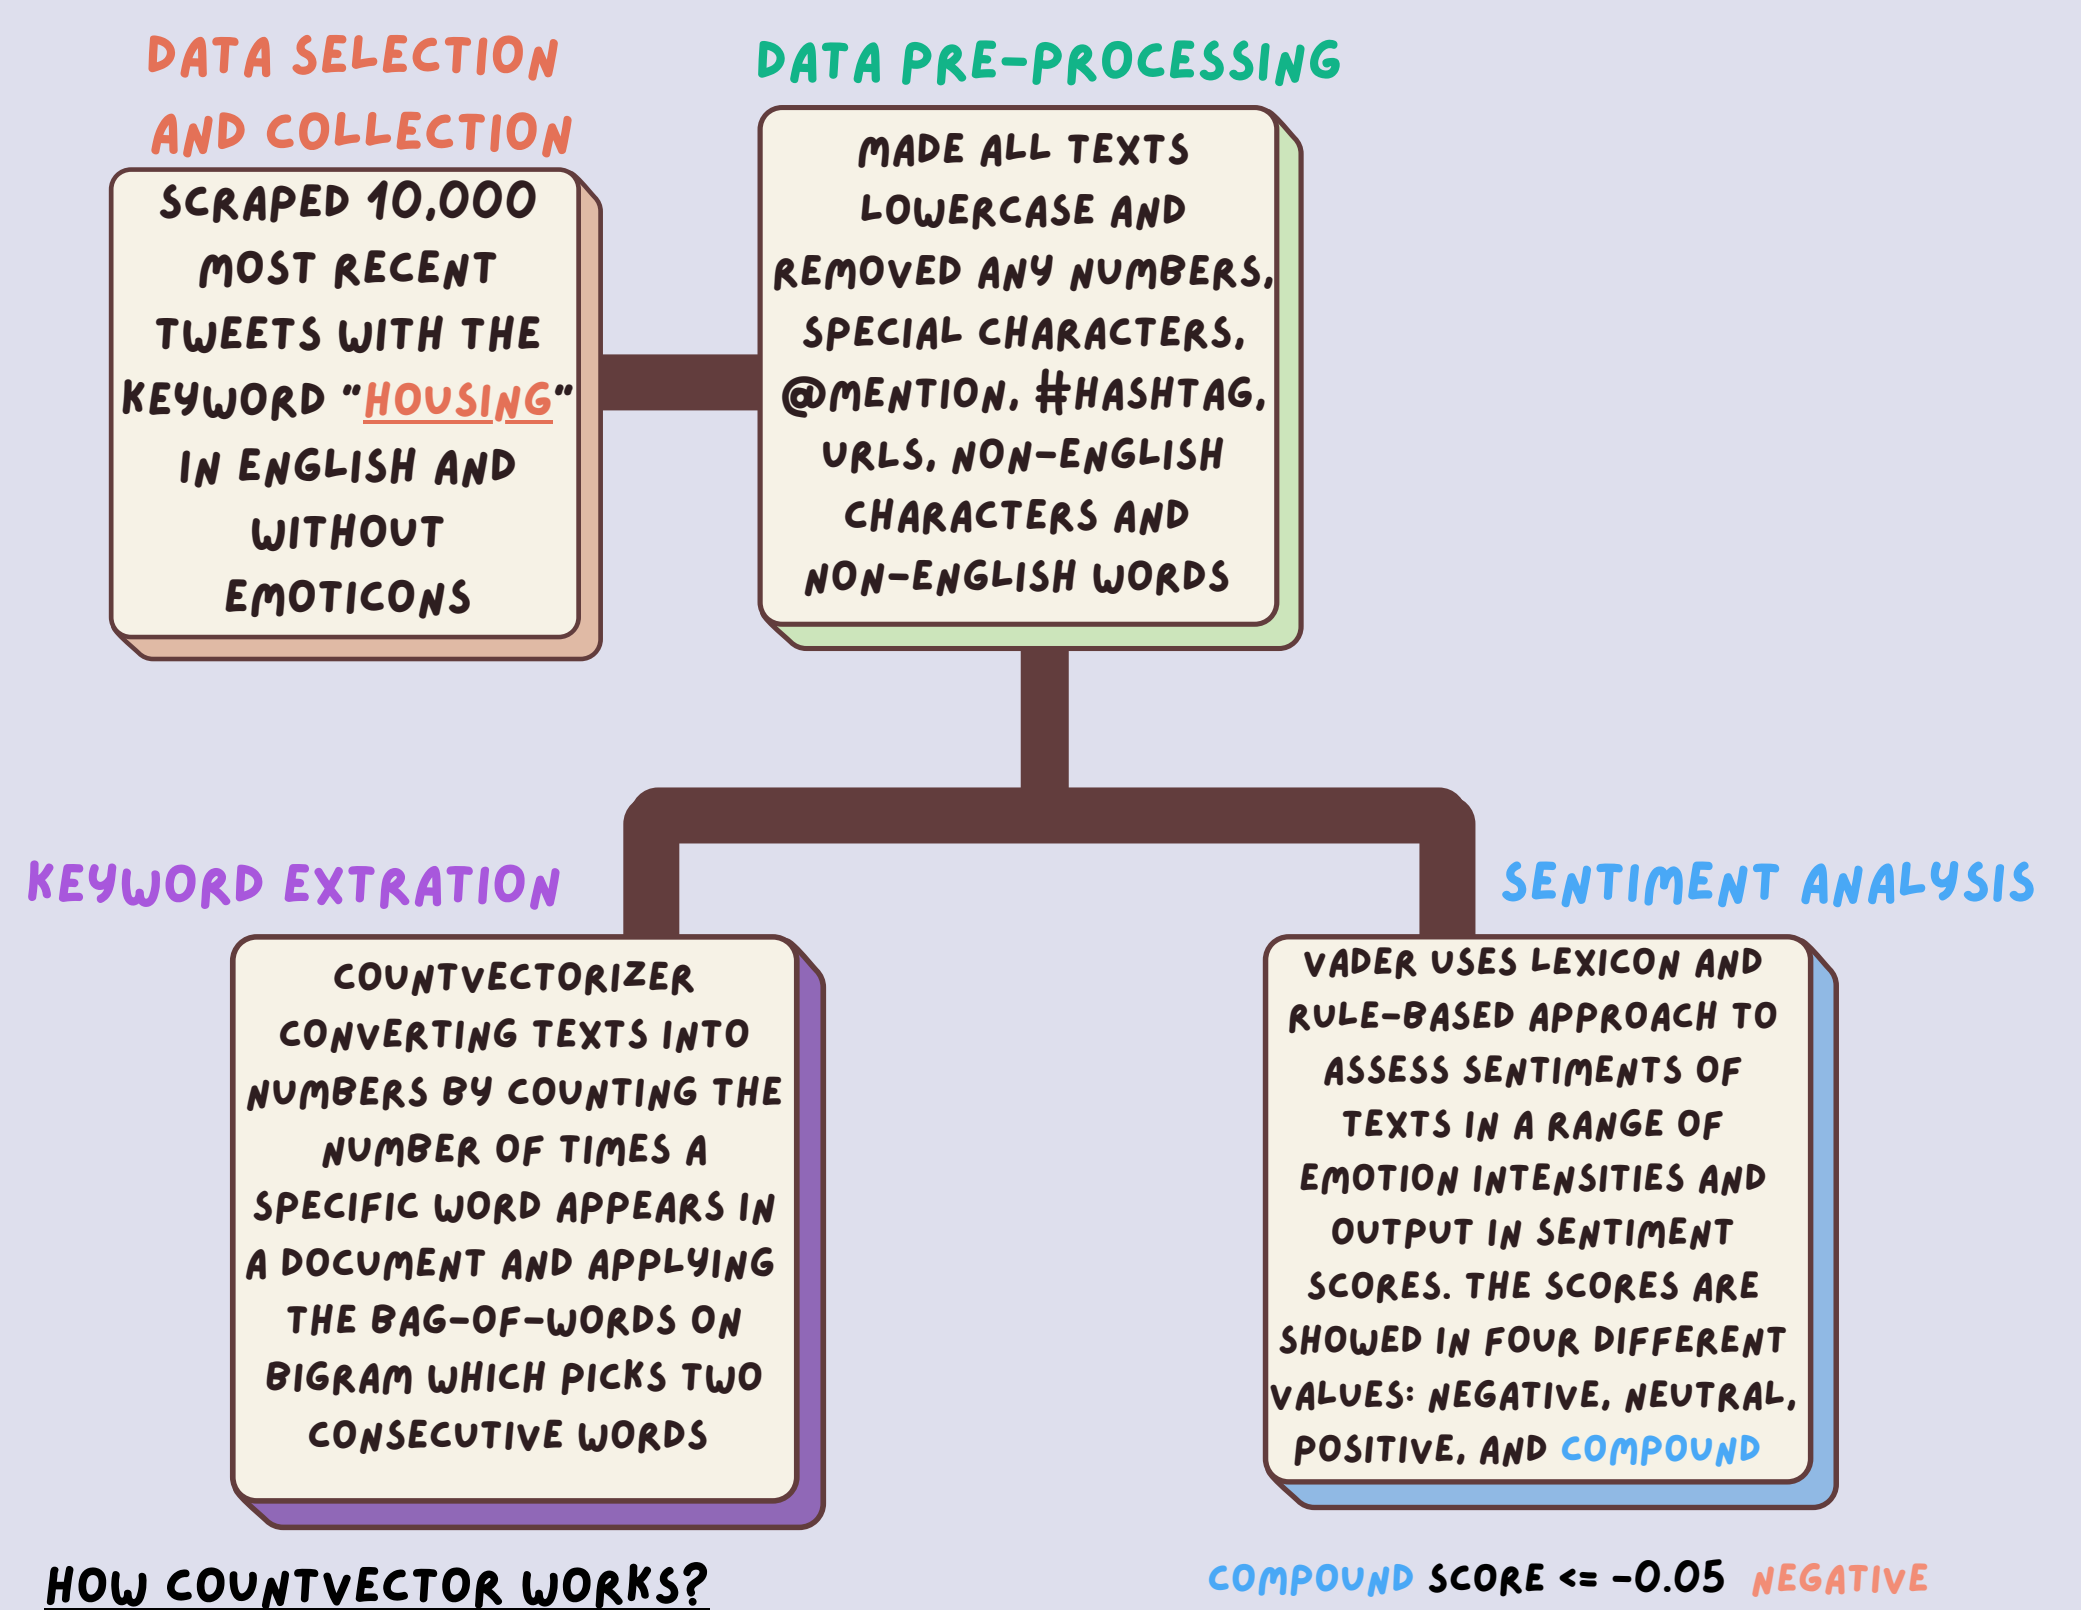 DATA SELECTION
AND COLLECTION
SCRAPED 10,000
MOST RECENT
TWEETS WITH THE
KEYWORD "HOUSING"
IN ENGLISH AND
WITHOUT
EMOTICONS
DATA PRE-PROCESSING
MADE ALL TEXTS
LOWERCASE AND
REMOVED ANY NUMBERS,
SPECIAL CHARACTERS,
@MENTION, #HASHTAG,
URLS, NON-ENGLISH
CHARACTERS AND
NON-ENGLISH WORDS
KEYWORD EXTRATION
COUNTVECTORIZER
CONVERTING TEXTS INTO
NUMBERS BY COUNTING THE
NUMBER OF TIMES A
SPECIFIC WORD APPEARS IN
A DOCUMENT AND APPLYING
THE BAG-OF-WORDS ON
BIGRAM WHICH PICKS TWO
CONSECUTIVE WORDS
SENTIMENT ANALYSIS
VADER USES LEXICON AND
RULE-BASED APPROACH TO
ASSESS SENTIMENTS OF
TEXTS IN A RANGE OF
EMOTION INTENSITIES AND
OUTPUT IN SENTIMENT
SCORES. THE SCORES ARE
SHOWED IN FOUR DIFFERENT
VALUES: NEGATIVE, NEUTRAL,
POSITIVE, AND COMPOUND
HOW COUNTVECTOR WORKS?
COMPOUND SCORE <= -0.05 NEGATIVE